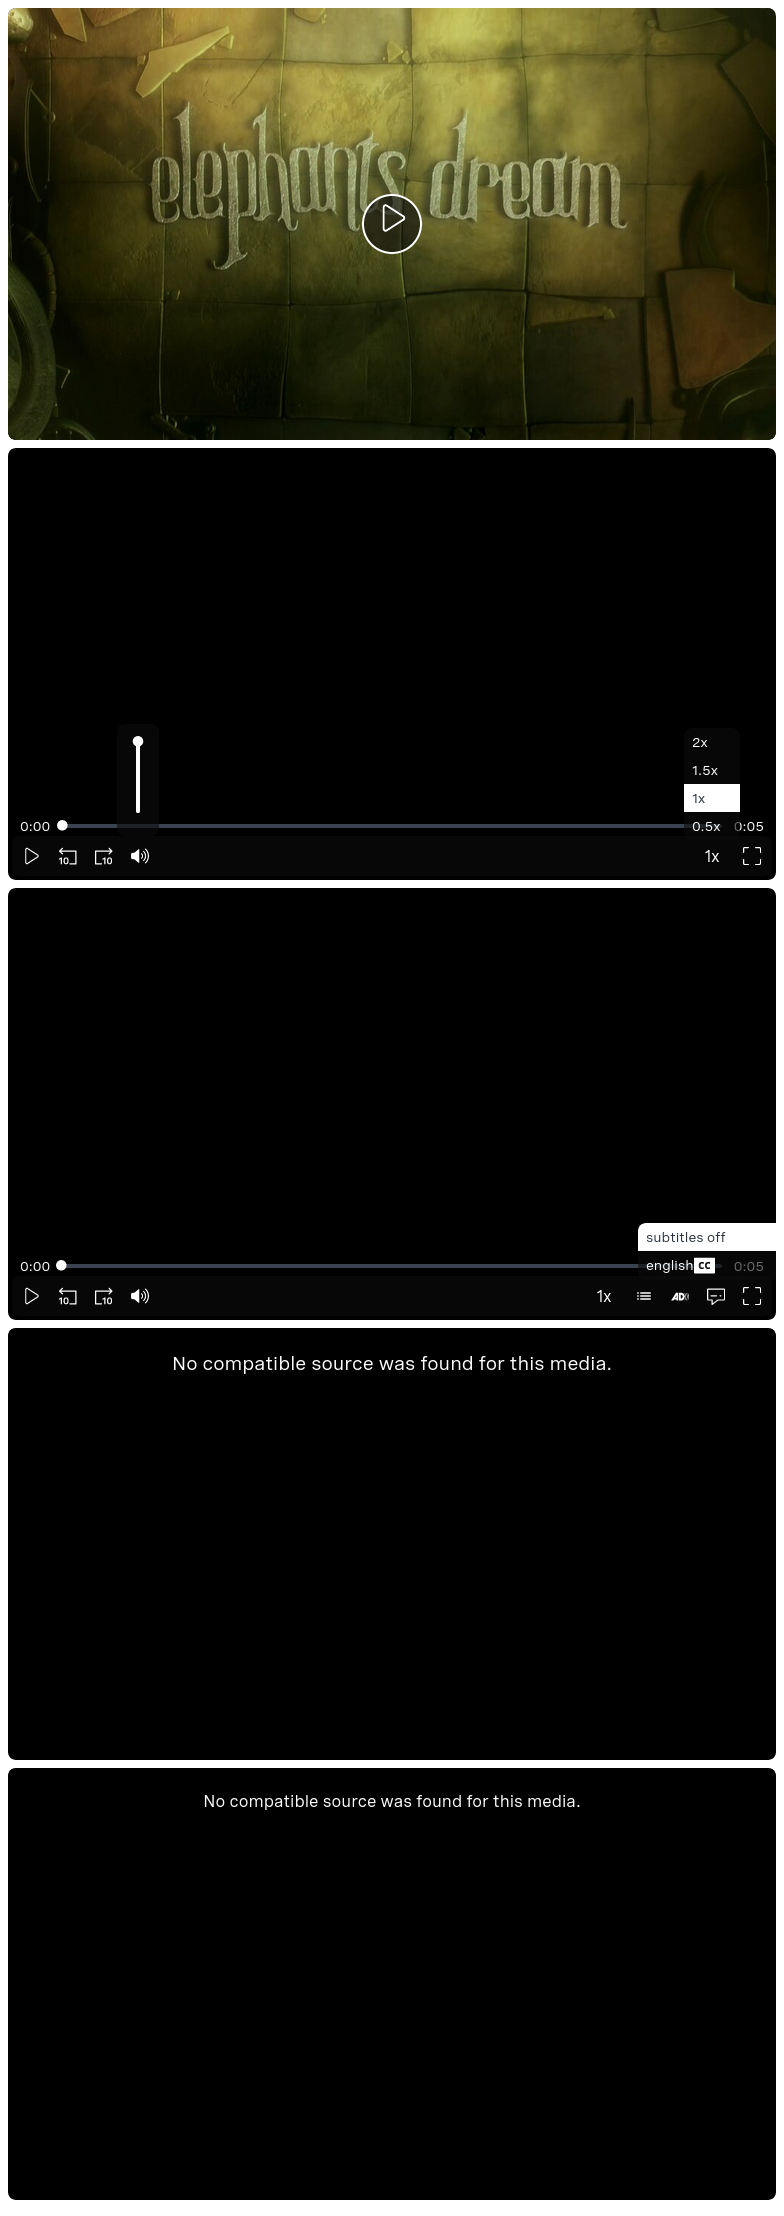 elephants dream
2x
1.5x
1x
0.5x
0:00
0:05
10
10
1x
subtitles off
english CC
0:00
0:05
10
10
1x
AD
No compatible source was found for this media.
No compatible source was found for this media.